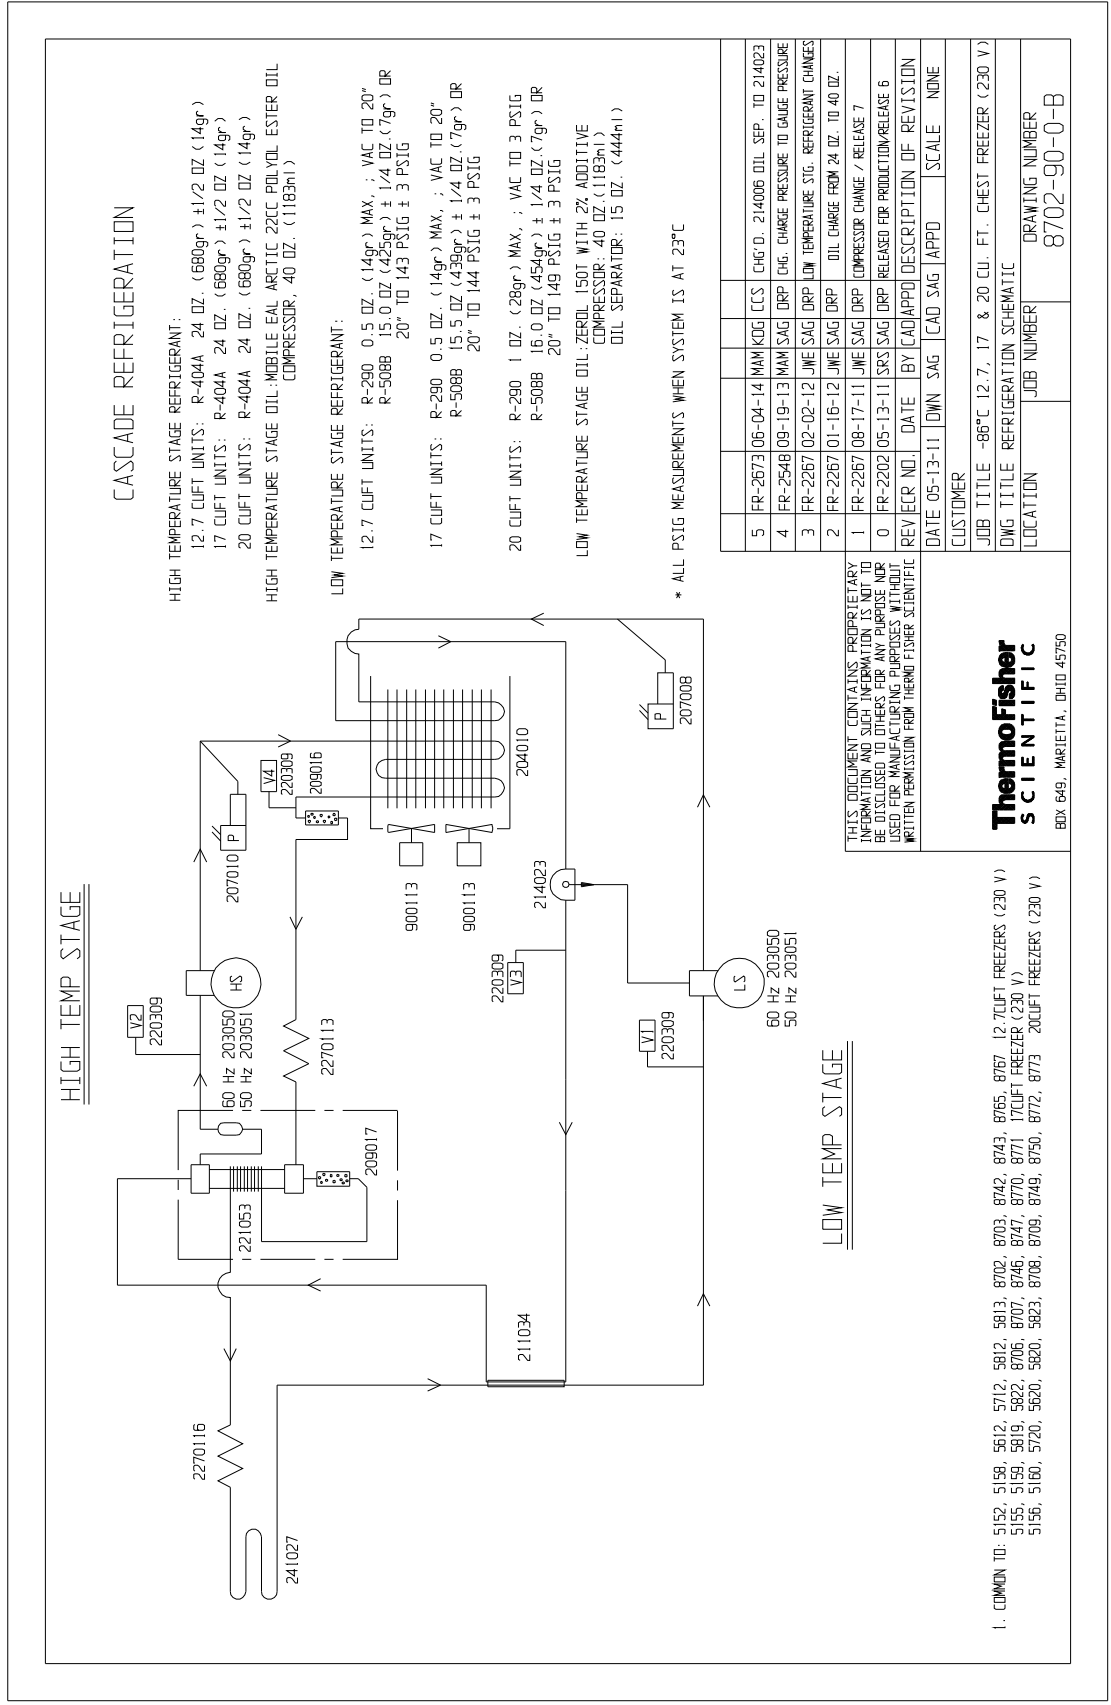 CASCADE REFRIGERATION
HIGH TEMPERATURE STAGE REFRIGERANT:
12.7 CUFT UNITS: R-404A 24 OZ. (680gr) ±1/2 OZ (14gr)
17 CUFT UNITS: R-404A 24 OZ. (680gr) ±1/2 OZ (14gr)
20 CUFT UNITS: R-404A 24 OZ. (680gr) ±1/2 OZ (14gr)
HIGH TEMPERATURE STAGE OIL:MOBILE EAL ARCTIC 22CC POLYOL ESTER OIL
COMPRESSOR, 40 OZ. (1183ml)
LOW TEMPERATURE STAGE REFRIGERANT:
12.7 CUFT UNITS: R-290 0.5 OZ. (14gr) MAX, ; VAC TO 20"
R-508B 15.0 OZ (425gr) ± 1/4 OZ.(7gr) OR
20" TO 143 PSIG ± 3 PSIG
17 CUFT UNITS: R-290 0.5 OZ. (14gr) MAX, ; VAC TO 20"
R-508B 15.5 OZ (439gr) ± 1/4 OZ.(7gr) OR
20" TO 144 PSIG ± 3 PSIG
20 CUFT UNITS: R-290 1 OZ. (28gr) MAX, ; VAC TO 3 PSIG
R-508B 16.0 OZ (454gr) ± 1/4 OZ.(7gr) OR
20" TO 149 PSIG ± 3 PSIG
LOW TEMPERATURE STAGE OIL:ZEROL 150T WITH 2% ADDITIVE
COMPRESSOR: 40 OZ.(1183ml)
OIL SEPARATOR: 15 OZ. (444ml)
* ALL PSIG MEASUREMENTS WHEN SYSTEM IS AT 23°C
HIGH TEMP STAGE
V2
220309
HS
60 Hz 203050
50 Hz 203051
207010
P
V4
220309
209016
204010
900113
900113
2270113
221053
209017
2270116
241027
211034
214023
V3
220309
V1
220309
LS
60 Hz 203050
50 Hz 203051
P
207008
LOW TEMP STAGE
1. COMMON TO: 5152, 5158, 5612, 5712, 5812, 5813, 8702, 8703, 8742, 8743, 8765, 8767 12.7CUFT FREEZERS (230 V)
5155, 5159, 5819, 5822, 8706, 8707, 8746, 8747, 8770, 8771 17CUFT FREEZER (230 V)
5156, 5160, 5720, 5620, 5820, 5823, 8708, 8709, 8749, 8750, 8772, 8773 20CUFT FREEZERS (230 V)
THIS DOCUMENT CONTAINS PROPRIETARY
INFORMATION AND SUCH INFORMATION IS NOT TO
BE DISCLOSED TO OTHERS FOR ANY PURPOSE NOR
USED FOR MANUFACTURING PURPOSES WITHOUT
WRITTEN PERMISSION FROM THERMO FISHER SCIENTIFIC
ThermoFisher
SCIENTIFIC
BOX 649, MARIETTA, OHIO 45750
5 FR-2673 06-04-14 MAM KDG CCS CHG'D. 214006 OIL SEP. TO 214023
4 FR-2548 09-19-13 MAM SAG DRP CHG. CHARGE PRESSURE TO GAUGE PRESSURE
3 FR-2267 02-02-12 JWE SAG DRP LOW TEMPERATURE STG. REFRIGERANT CHANGES
2 FR-2267 01-16-12 JWE SAG DRP OIL CHARGE FROM 24 OZ. TO 40 OZ.
1 FR-2267 08-17-11 JWE SAG DRP COMPRESSOR CHANGE / RELEASE 7
0 FR-2202 05-13-11 SRS SAG DRP RELEASED FOR PRODUCTION/RELEASE 6
REV ECR NO. DATE BY CAD APPD DESCRIPTION OF REVISION
DATE 05-13-11 DWN SAG CAD SAG APPD SCALE NONE
CUSTOMER
JOB TITLE -86°C 12.7, 17 & 20 CU. FT. CHEST FREEZER (230 V)
DWG TITLE REFRIGERATION SCHEMATIC
LOCATION JOB NUMBER DRAWING NUMBER
8702-90-0-B